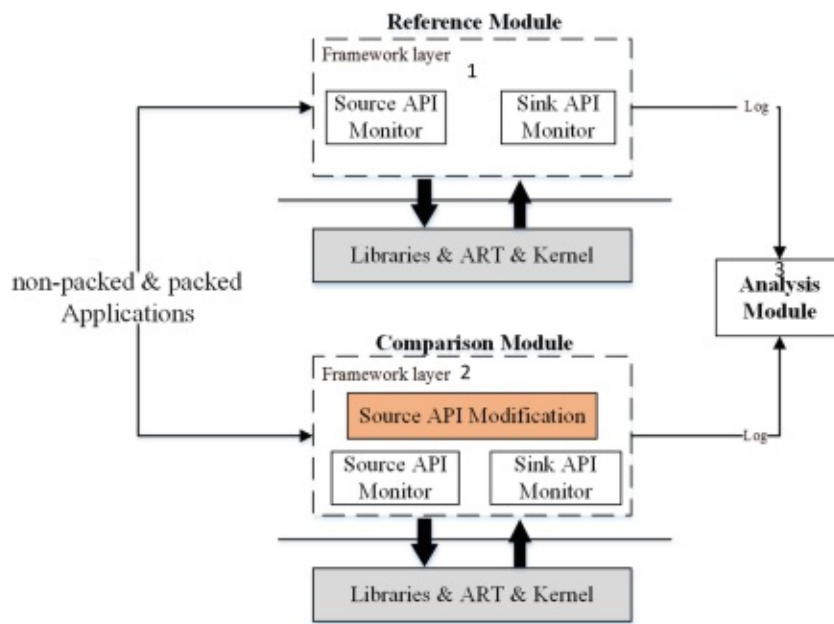 Reference Module
Framework layer
1
Source API
Monitor
Sink API
Monitor
Log
Libraries & ART & Kernel
non-packed & packed
Applications
3
Analysis
Module
Comparison Module
Framework layer 2
Source API Modification
Source API
Monitor
Sink API
Monitor
Log
Libraries & ART & Kernel